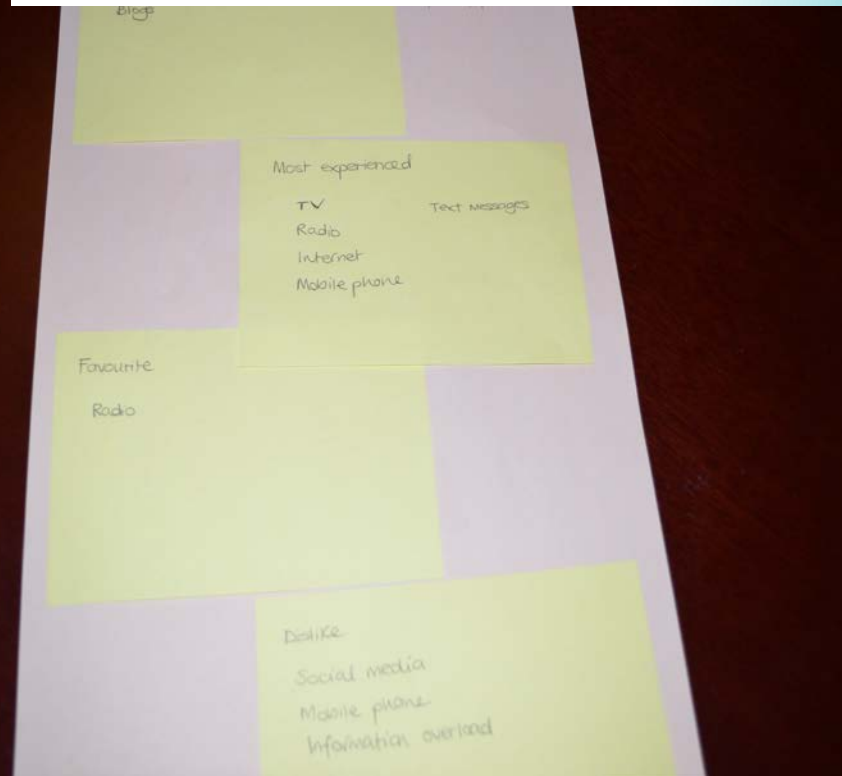 Blogs
Most experienced
TV Text Messages
Radio
Internet
Mobile phone
Favourite
Radio
Dislike
Social media
Mobile phone
Information overload